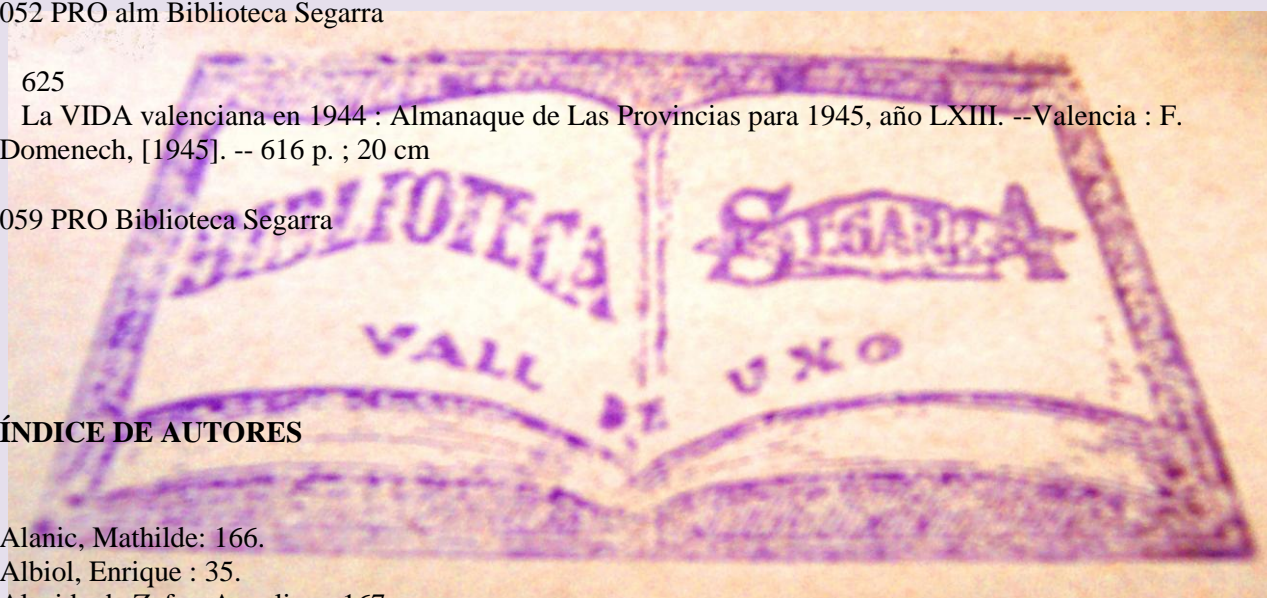 052 PRO alm Biblioteca Segarra
625
La VIDA valenciana en 1944 : Almanaque de Las Provincias para 1945, año LXIII. --Valencia : F.
Domenech, [1945]. -- 616 p. ; 20 cm
059 PRO Biblioteca Segarra
BIBLIOTECA SEGARRA
VALL DE UXO
ÍNDICE DE AUTORES
Alanic, Mathilde: 166.
Albiol, Enrique : 35.